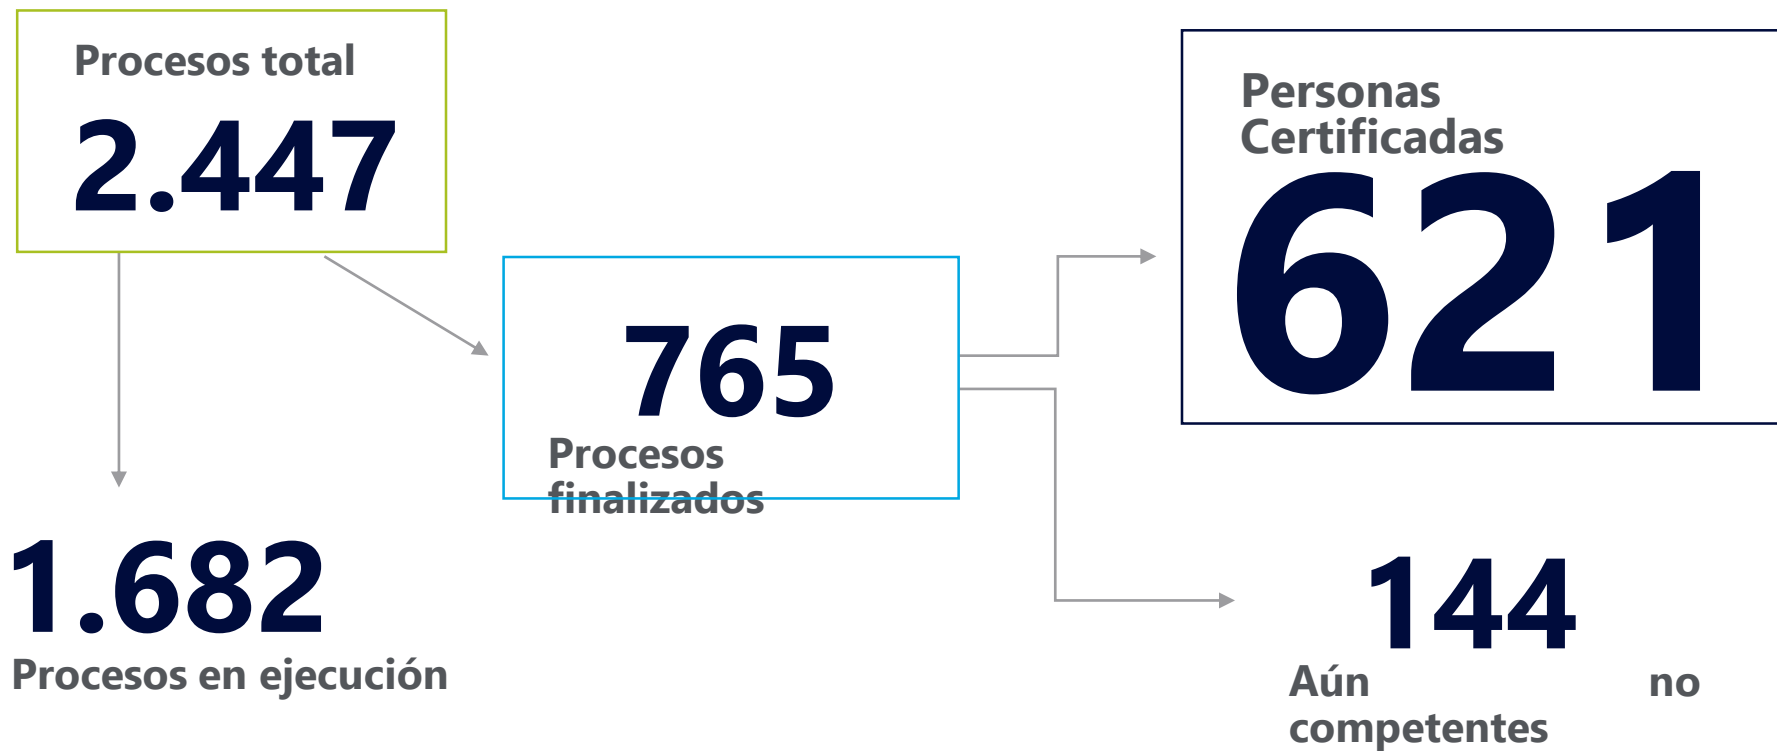 Procesos total
2.447
Personas
Certificadas
621
765
Procesos
finalizados
1.682
Procesos en ejecución
144
Aún no
competentes